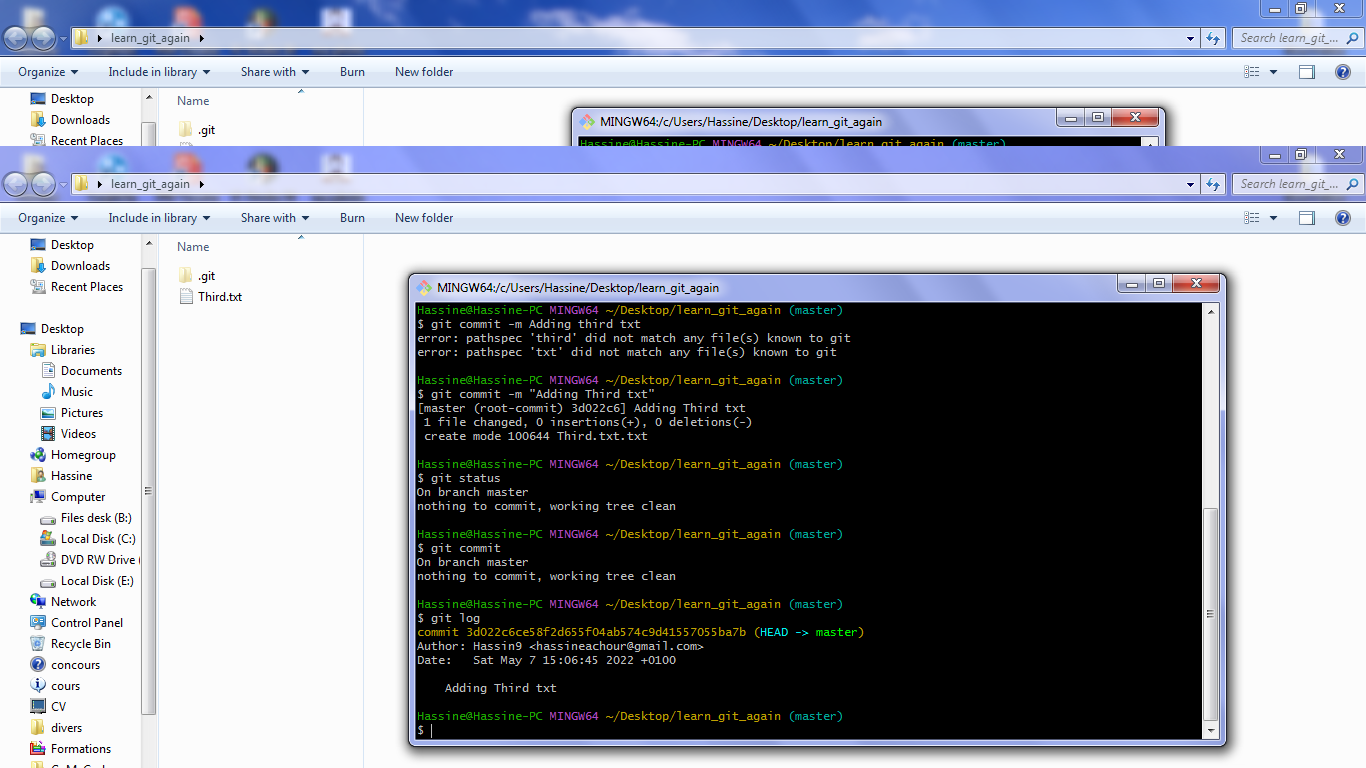 learn_git_again
Search learn_git_...
Organize
Include in library
Share with
Burn
New folder
Desktop
Downloads
Recent Places
Name
.git
MINGW64:/c/Users/Hassine/Desktop/learn_git_again
Hassine@Hassine-PC MINGW64 ~/Desktop/learn_git_again (master)
learn_git_again
Search learn_git_...
Organize
Include in library
Share with
Burn
New folder
Desktop
Downloads
Recent Places
Desktop
Libraries
Documents
Music
Pictures
Videos
Homegroup
Hassine
Computer
Files desk (B:)
Local Disk (C:)
DVD RW Drive (
Local Disk (E:)
Network
Control Panel
Recycle Bin
concours
cours
CV
divers
Formations
Name
.git
Third.txt
MINGW64:/c/Users/Hassine/Desktop/learn_git_again
Hassine@Hassine-PC MINGW64 ~/Desktop/learn_git_again (master)
$ git commit -m Adding third txt
error: pathspec 'third' did not match any file(s) known to git
error: pathspec 'txt' did not match any file(s) known to git
Hassine@Hassine-PC MINGW64 ~/Desktop/learn_git_again (master)
$ git commit -m "Adding Third txt"
[master (root-commit) 3d022c6] Adding Third txt
1 file changed, 0 insertions(+), 0 deletions(-)
create mode 100644 Third.txt.txt
Hassine@Hassine-PC MINGW64 ~/Desktop/learn_git_again (master)
$ git status
On branch master
nothing to commit, working tree clean
Hassine@Hassine-PC MINGW64 ~/Desktop/learn_git_again (master)
$ git commit
On branch master
nothing to commit, working tree clean
Hassine@Hassine-PC MINGW64 ~/Desktop/learn_git_again (master)
$ git log
commit 3d022c6ce58f2d655f04ab574c9d41557055ba7b (HEAD -> master)
Author: Hassin9 <hassineachour@gmail.com>
Date:   Sat May 7 15:06:45 2022 +0100
Adding Third txt
Hassine@Hassine-PC MINGW64 ~/Desktop/learn_git_again (master)
$